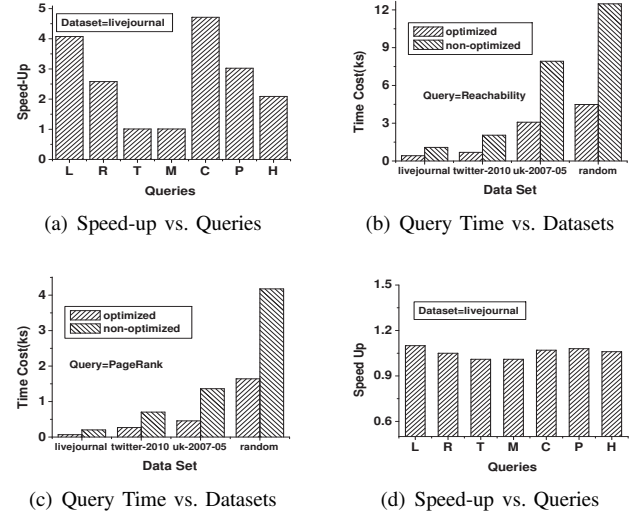 Dataset=livejournal
Speed-Up
5
4
3
2
1
0
L R T M C P H
Queries
(a) Speed-up vs. Queries
optimized
non-optimized
Query=Reachability
Time Cost(ks)
12
9
6
3
0
livejournal twitter-2010 uk-2007-05 random
Data Set
(b) Query Time vs. Datasets
optimized
non-optimized
Query=PageRank
Time Cost(ks)
4
3
2
1
0
livejournal twitter-2010 uk-2007-05 random
Data Set
(c) Query Time vs. Datasets
Dataset=livejournal
Speed Up
1.5
1.2
0.9
0.6
L R T M C P H
Queries
(d) Speed-up vs. Queries